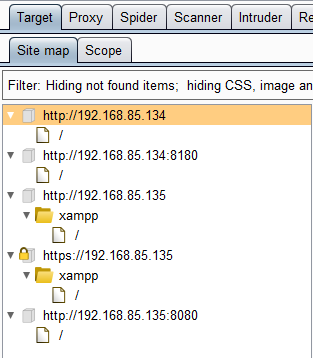 Target Proxy Spider Scanner Intruder Re
Site map Scope
Filter: Hiding not found items; hiding CSS, image an
http://192.168.85.134
/
http://192.168.85.134:8180
/
http://192.168.85.135
xampp
/
https://192.168.85.135
xampp
/
http://192.168.85.135:8080
/